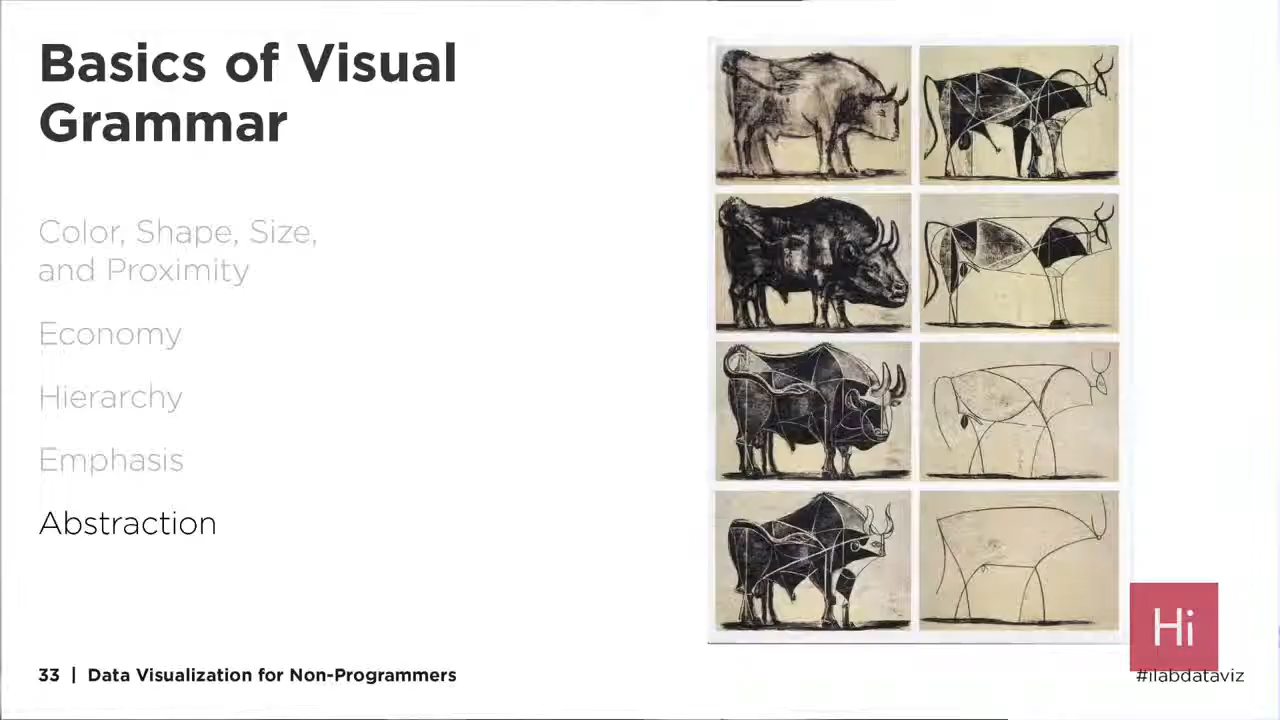 Basics of Visual
Grammar
Color, Shape, Size,
and Proximity
Economy
Hierarchy
Emphasis
Abstraction
33 | Data Visualization for Non-Programmers
Hi
#ilabdataviz